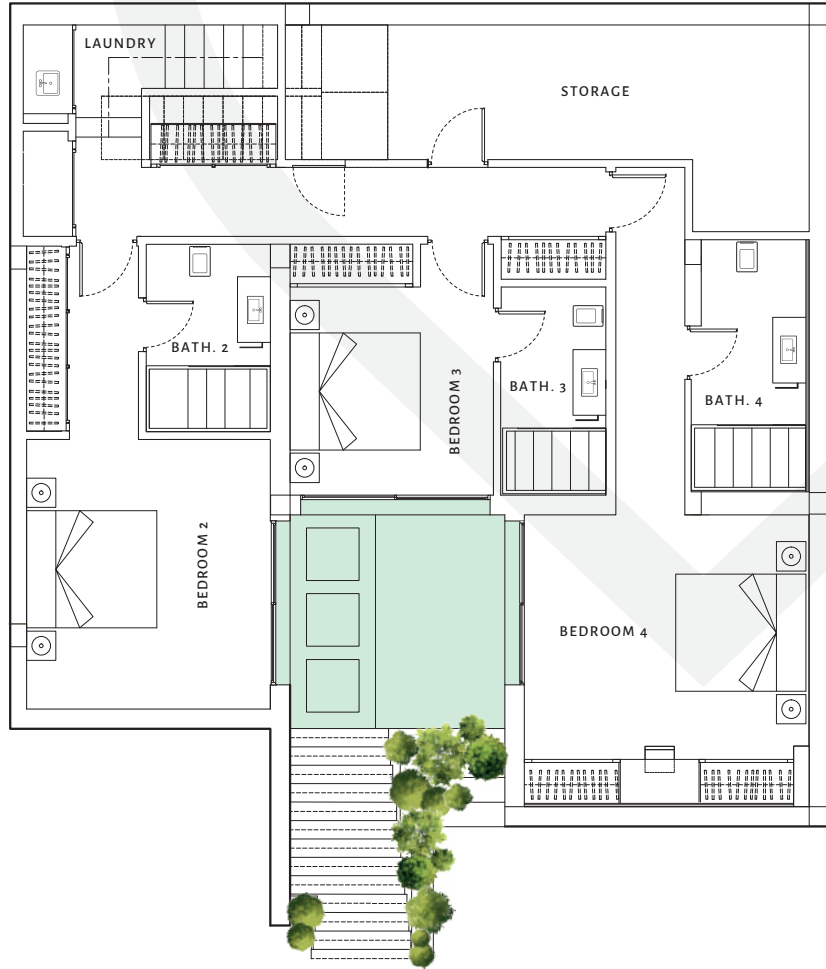 LAUNDRY
STORAGE
BATH. 2
BEDROOM 3
BATH. 3
BATH. 4
BEDROOM 2
BEDROOM 4